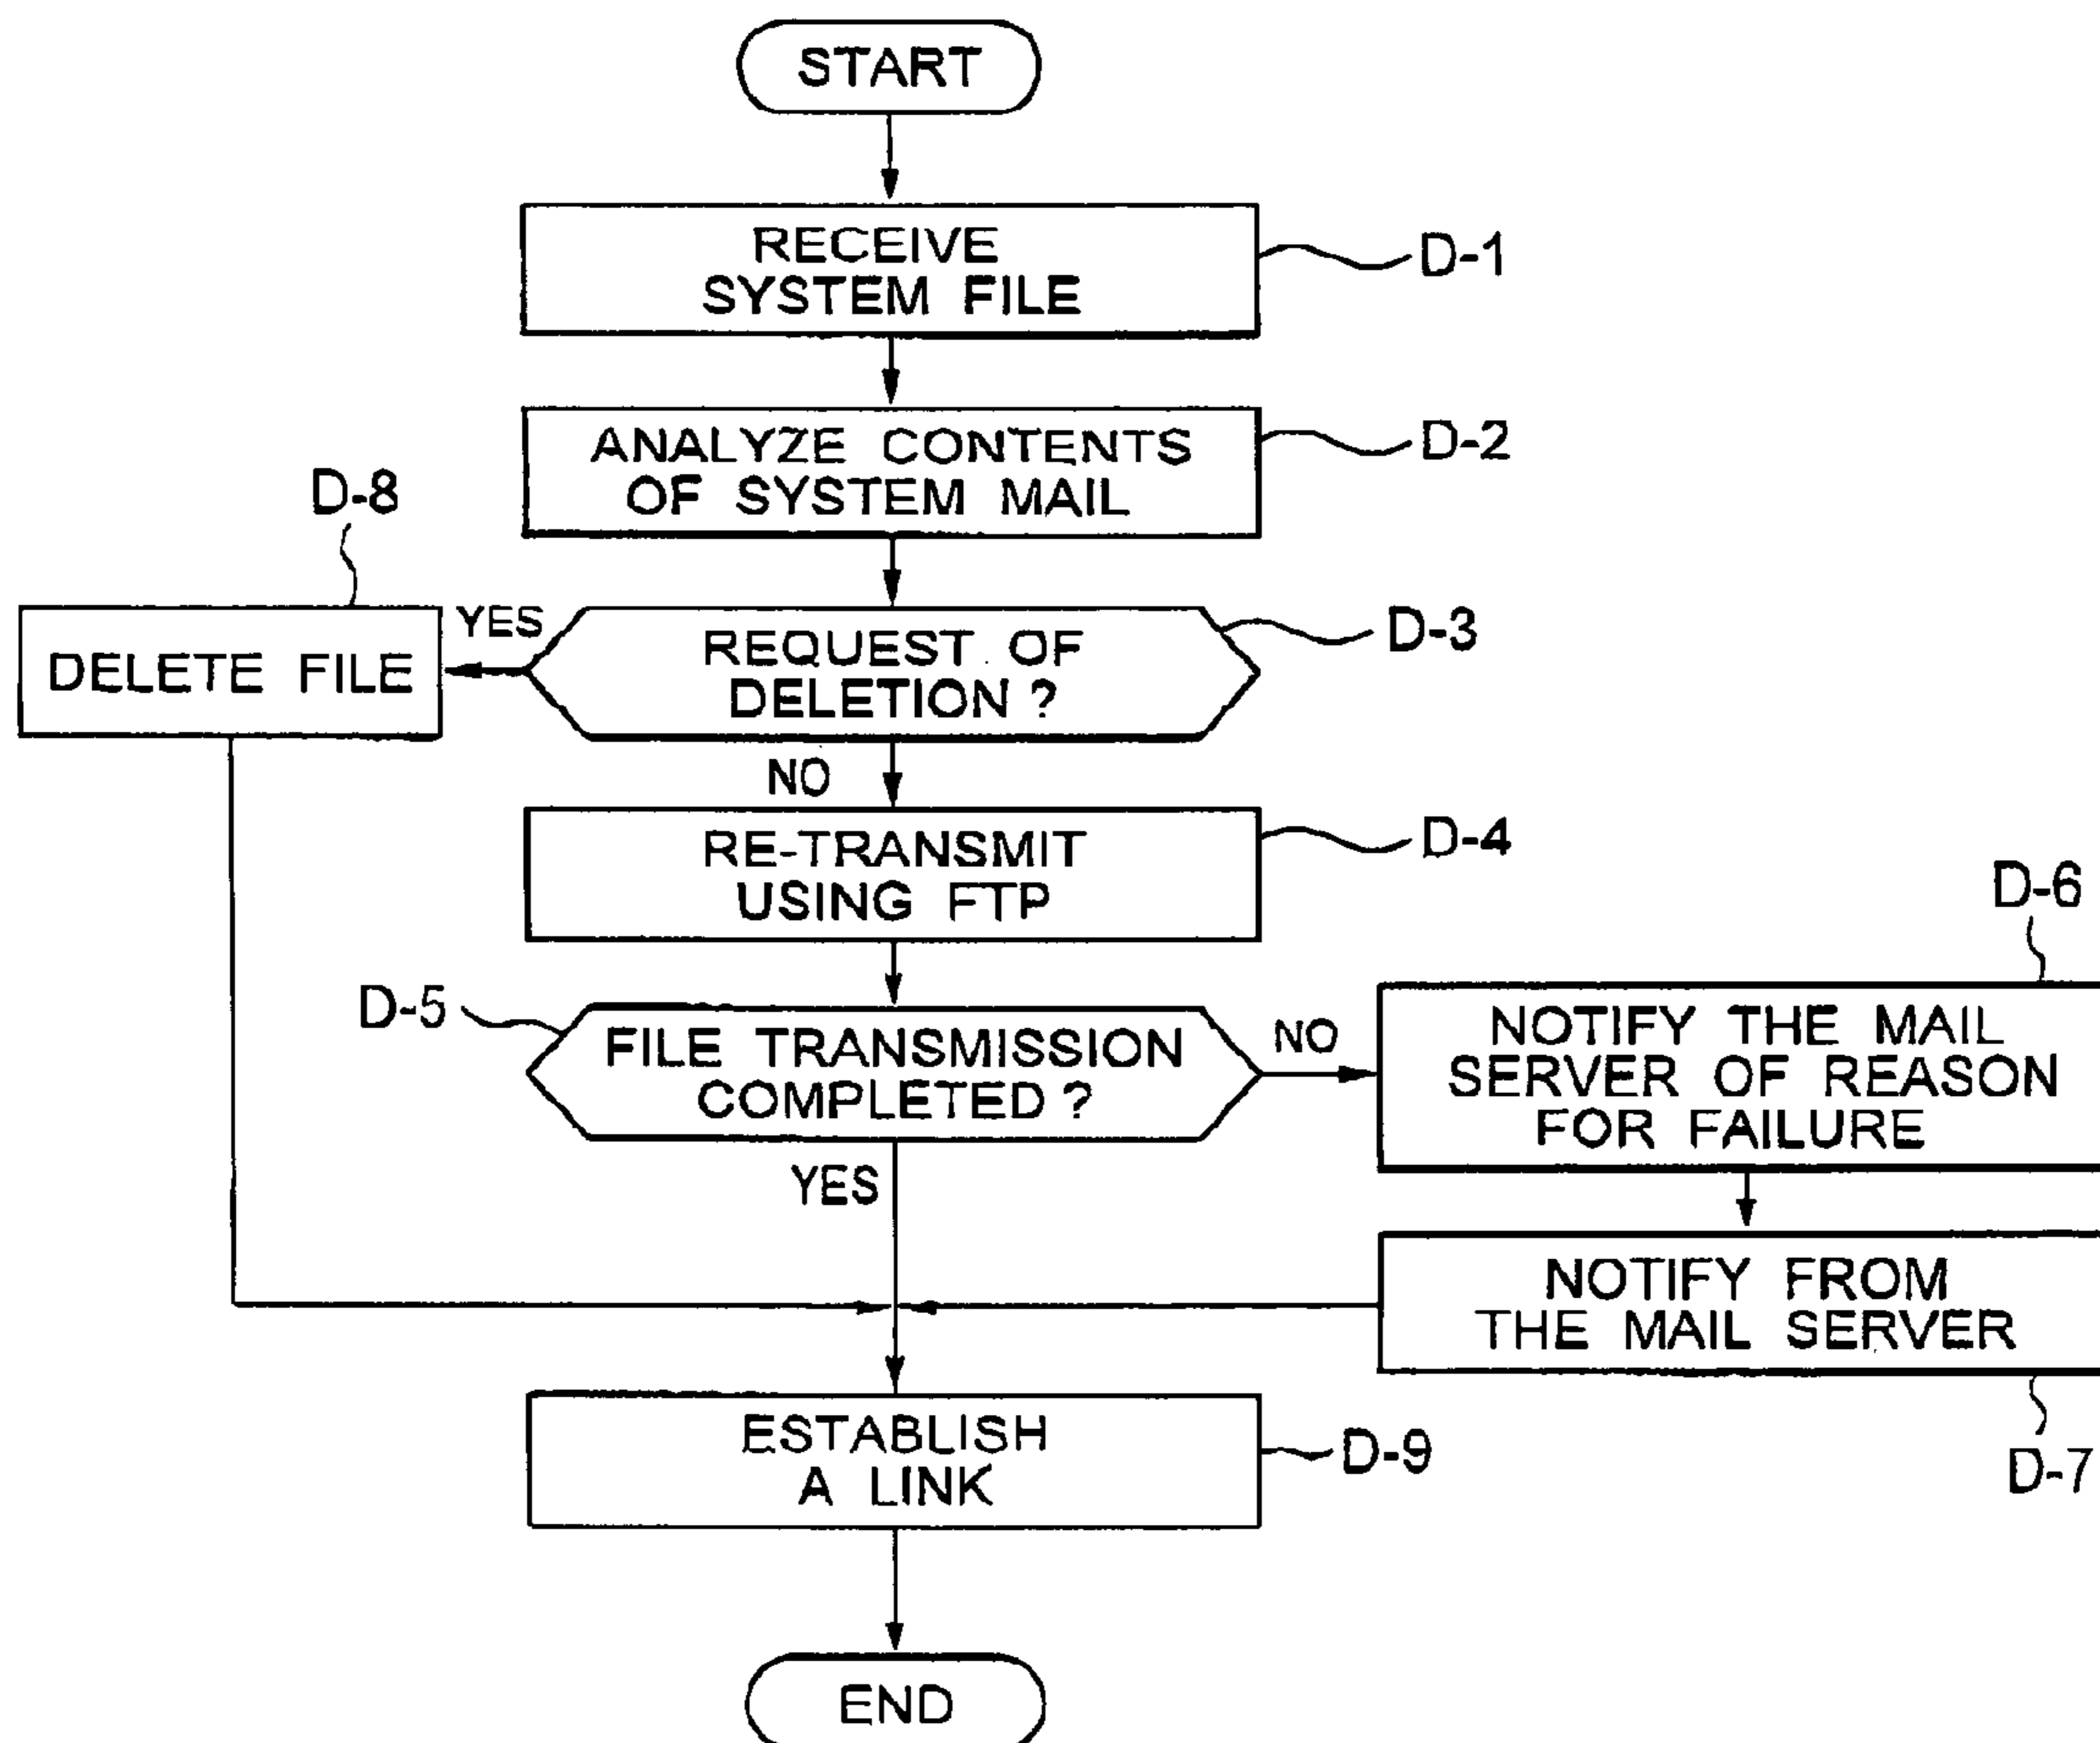 START
RECEIVE
SYSTEM FILE
D-1
ANALYZE CONTENTS
OF SYSTEM MAIL
D-2
D-8
DELETE FILE
YES
REQUEST OF
DELETION ?
D-3
NO
RE-TRANSMIT
USING FTP
D-4
D-5
FILE TRANSMISSION
COMPLETED ?
NO
D-6
NOTIFY THE MAIL
SERVER OF REASON
FOR FAILURE
YES
NOTIFY FROM
THE MAIL SERVER
D-7
ESTABLISH
A LINK
D-9
END